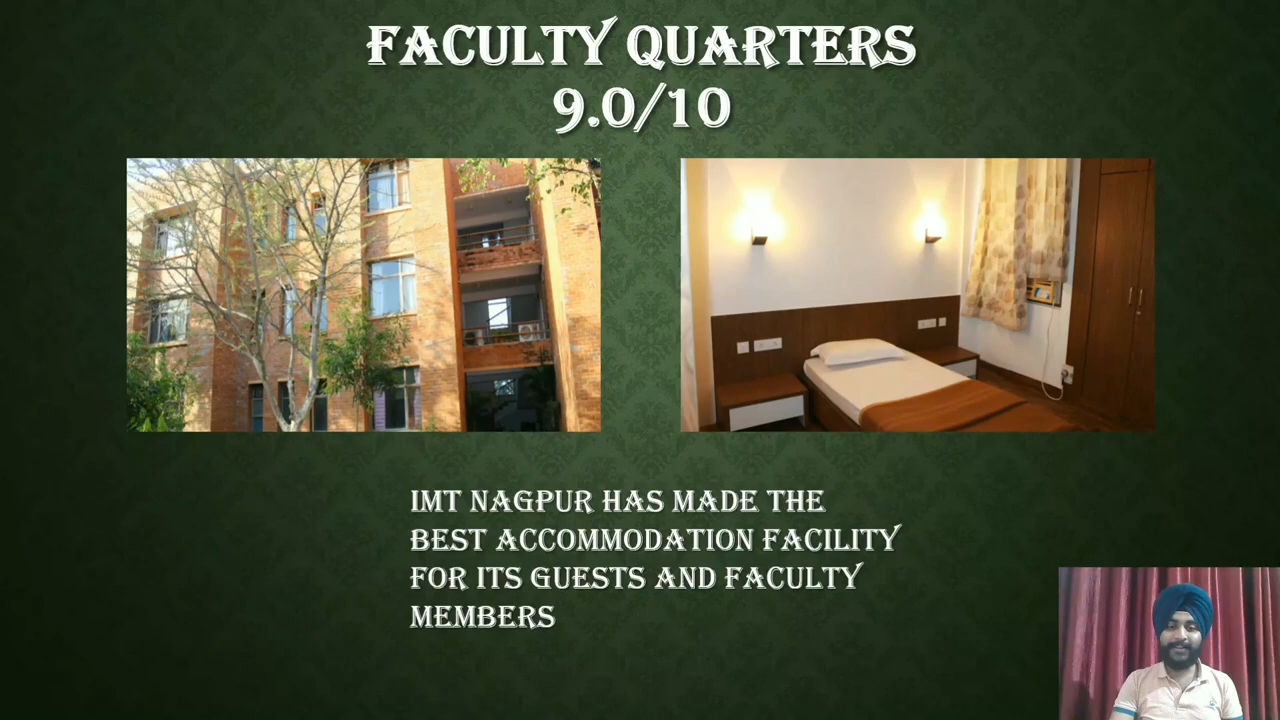 FACULTY QUARTERS
9.0/10
IMT NAGPUR HAS MADE THE
BEST ACCOMMODATION FACILITY
FOR ITS GUESTS AND FACULTY
MEMBERS